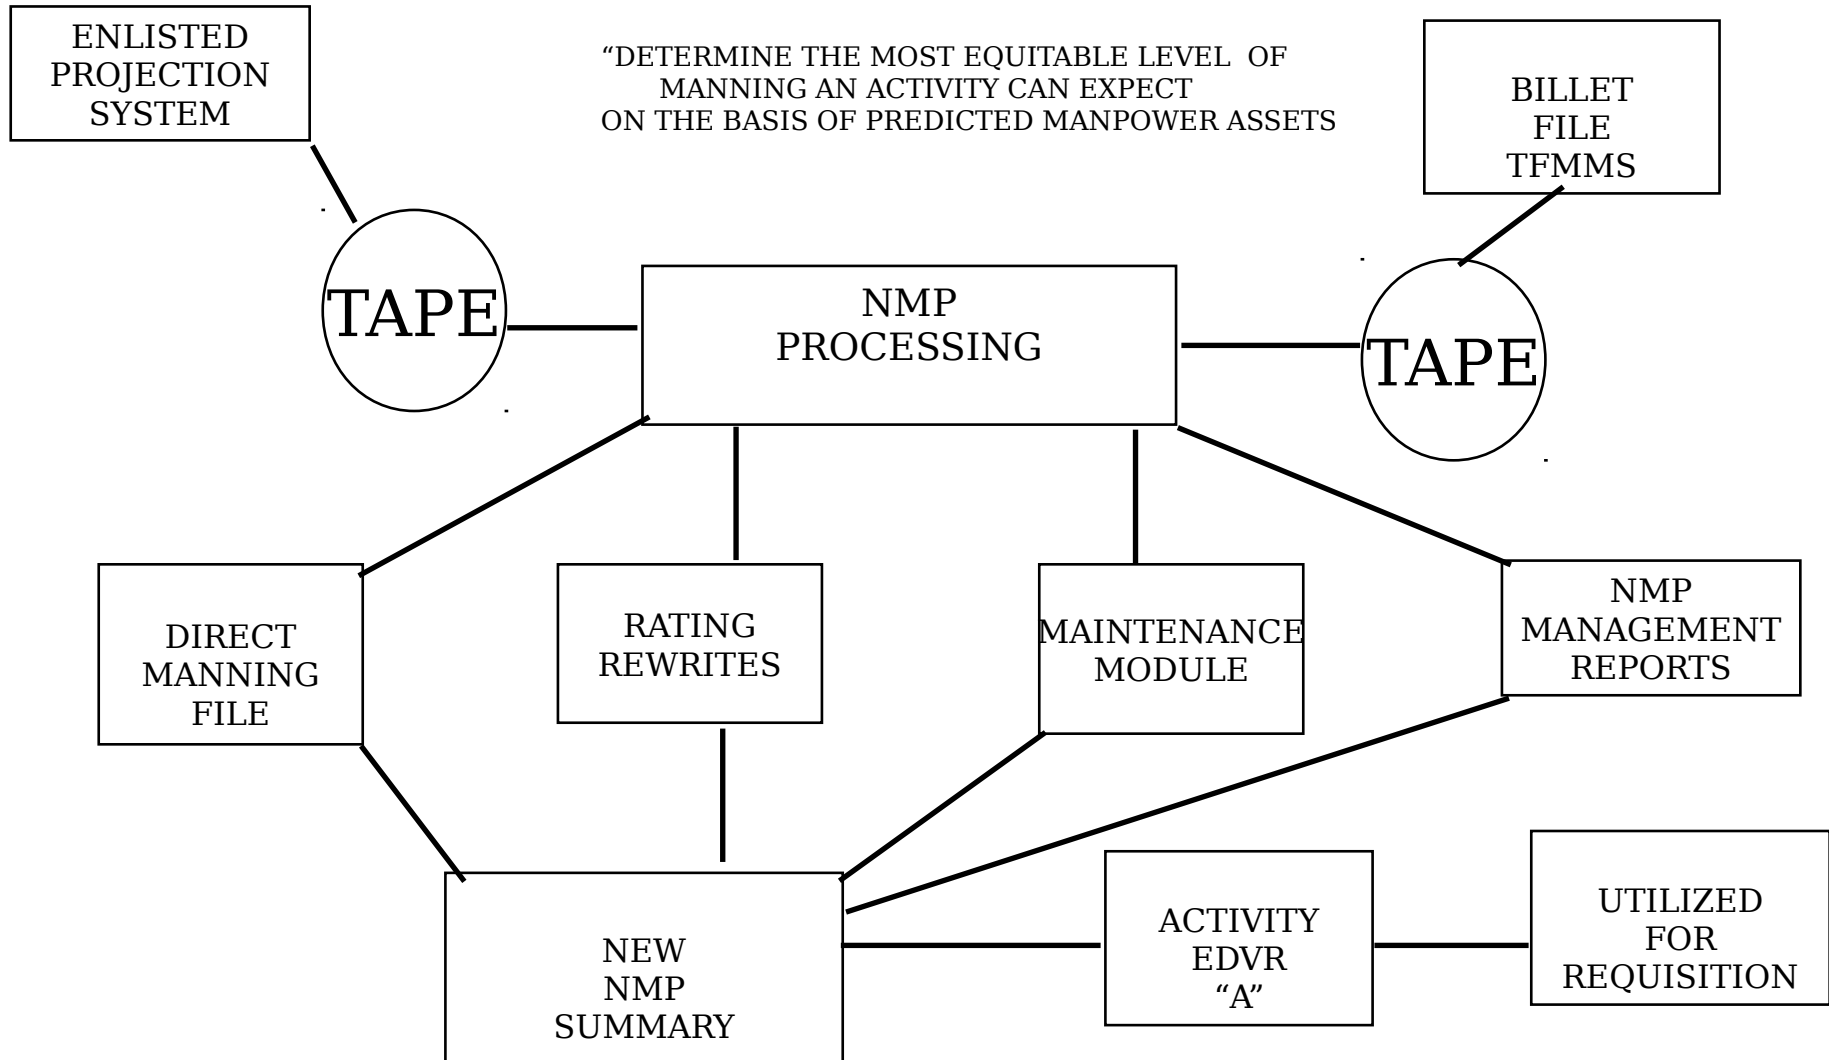 ENLISTED
PROJECTION
SYSTEM
“DETERMINE THE MOST EQUITABLE LEVEL  OF
MANNING AN ACTIVITY CAN EXPECT
ON THE BASIS OF PREDICTED MANPOWER ASSETS
BILLET
FILE
TFMMS
TAPE
NMP
PROCESSING
TAPE
DIRECT
MANNING
FILE
RATING
REWRITES
MAINTENANCE
MODULE
NMP
MANAGEMENT
REPORTS
NEW
NMP
SUMMARY
ACTIVITY
EDVR
“A”
UTILIZED
FOR
REQUISITION